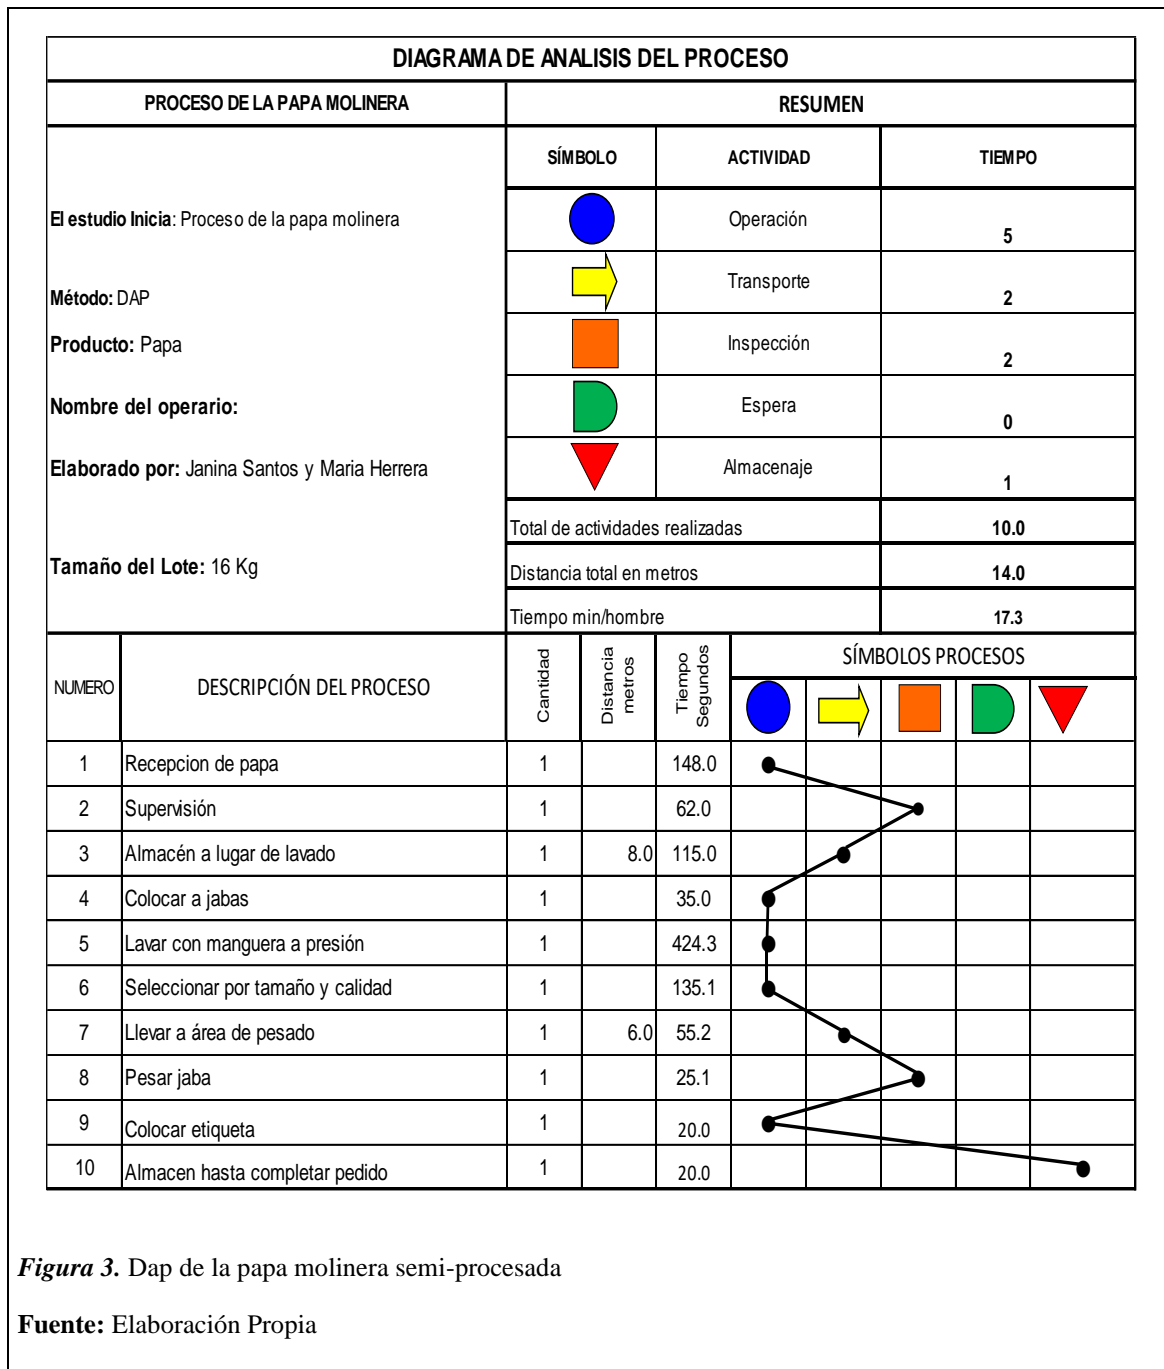 DIAGRAMA DE ANALISIS DEL PROCESO
PROCESO DE LA PAPA MOLINERA
RESUMEN
SÍMBOLO ACTIVIDAD TIEMPO
El estudio Inicia: Proceso de la papa molinera
Operación 5
Método: DAP
Transporte 2
Producto: Papa
Inspección 2
Nombre del operario:
Espera 0
Elaborado por: Janina Santos y Maria Herrera
Almacenaje 1
Total de actividades realizadas 10.0
Tamaño del Lote: 16 Kg
Distancia total en metros 14.0
Tiempo min/hombre 17.3
NUMERO DESCRIPCIÓN DEL PROCESO Cantidad Distancia metros Tiempo Segundos SÍMBOLOS PROCESOS
1 Recepcion de papa 1 148.0
2 Supervisión 1 62.0
3 Almacén a lugar de lavado 1 8.0 115.0
4 Colocar a jabas 1 35.0
5 Lavar con manguera a presión 1 424.3
6 Seleccionar por tamaño y calidad 1 135.1
7 Llevar a área de pesado 1 6.0 55.2
8 Pesar jaba 1 25.1
9 Colocar etiqueta 1 20.0
10 Almacen hasta completar pedido 1 20.0
Figura 3. Dap de la papa molinera semi-procesada
Fuente: Elaboración Propia